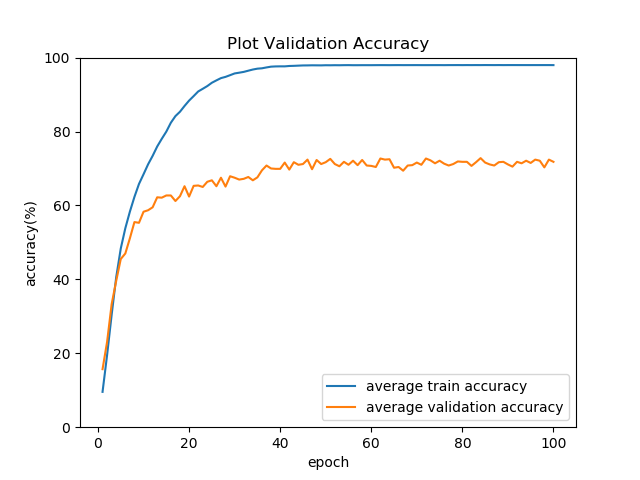 Plot Validation Accuracy
100
80
60
40
20
0
accuracy(%)
0 20 40 60 80 100
epoch
average train accuracy
average validation accuracy